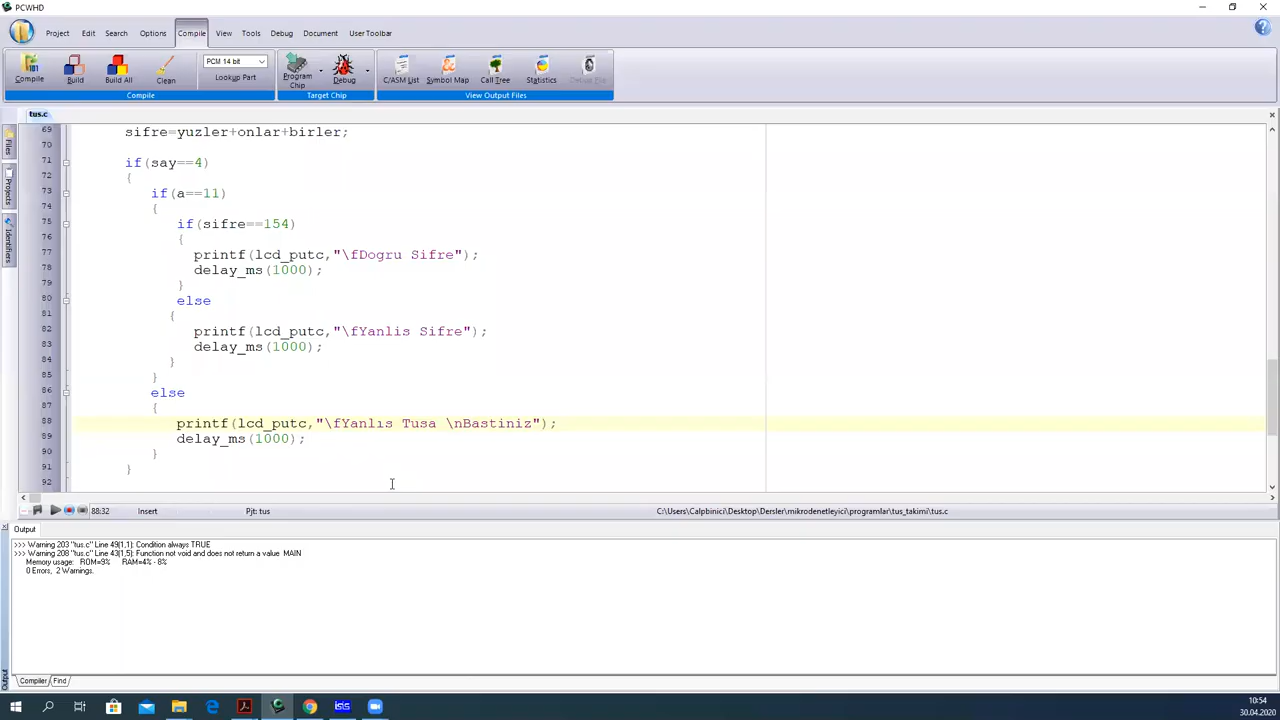 PCWHD
Project Edit Search Options Compile View Tools Debug Document User Toolbar
Compile Build Build All Clean PCM 14 bit Lookup Part Program Chip Debug C/ASM List Symbol Map Call Tree Statistics
Compile Target Chip View Output Files
tus.c
69 sifre=yuzler+onlar+birler;
70
71 if(say==4)
72 {
73 if(a==11)
74 {
75 if(sifre==154)
76 {
77 printf(lcd_putc,"\fDogru Sifre");
78 delay_ms(1000);
79 }
80 else
81 {
82 printf(lcd_putc,"\fYanlis Sifre");
83 delay_ms(1000);
84 }
85 }
86 else
87 {
88 printf(lcd_putc,"\fYanlıs Tusa \nBastiniz");
89 delay_ms(1000);
90 }
91 }
92
Files
Projects
Identifiers
88:32 Insert Pjt: tus C:\Users\Calpbinici\Desktop\Dersler\mikrodenetleyici\programlar\tus_takimi\tus.c
Output
>>> Warning 203 "tus.c" Line 49(1,1): Condition always TRUE
>>> Warning 208 "tus.c" Line 43(1,5): Function not void and does not return a value MAIN
Memory usage: ROM=9% RAM=4% - 8%
0 Errors, 2 Warnings.
Output
Compiler Find
isis
10:54
30.04.2020